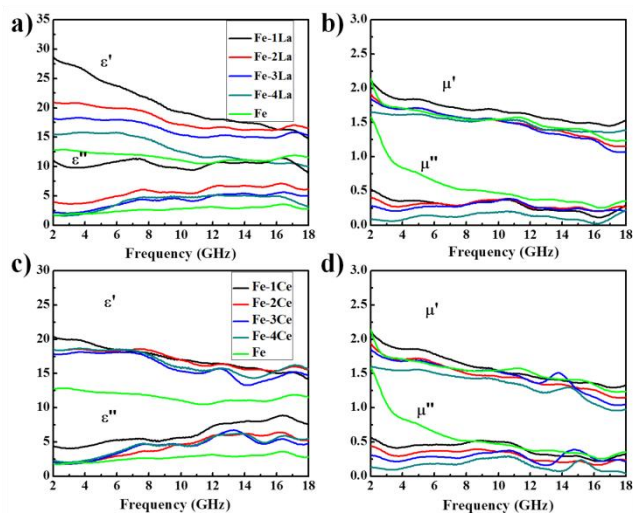 a)
35
30
25
20
15
10
5
0
ε'
ε''
Fe-1La
Fe-2La
Fe-3La
Fe-4La
Fe
2 4 6 8 10 12 14 16 18
Frequency (GHz)
b)
3.0
2.5
2.0
1.5
1.0
0.5
0.0
μ'
μ''
2 4 6 8 10 12 14 16 18
Frequency (GHz)
c)
30
25
20
15
10
5
0
ε'
ε''
Fe-1Ce
Fe-2Ce
Fe-3Ce
Fe-4Ce
Fe
2 4 6 8 10 12 14 16 18
Frequency (GHz)
d)
3.0
2.5
2.0
1.5
1.0
0.5
0.0
μ'
μ''
2 4 6 8 10 12 14 16 18
Frequency (GHz)